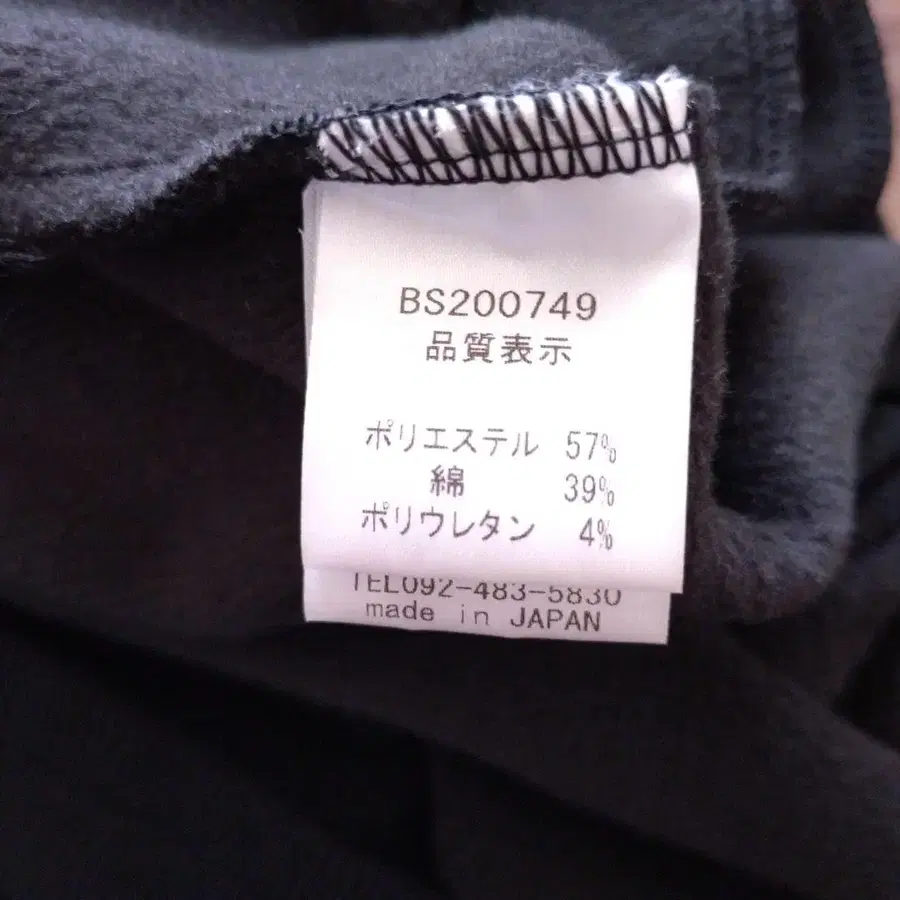 BS200749
品質表示
ポリエステル 57%
綿 39%
ポリウレタン 4%
TEL092-483-5830
made in JAPAN